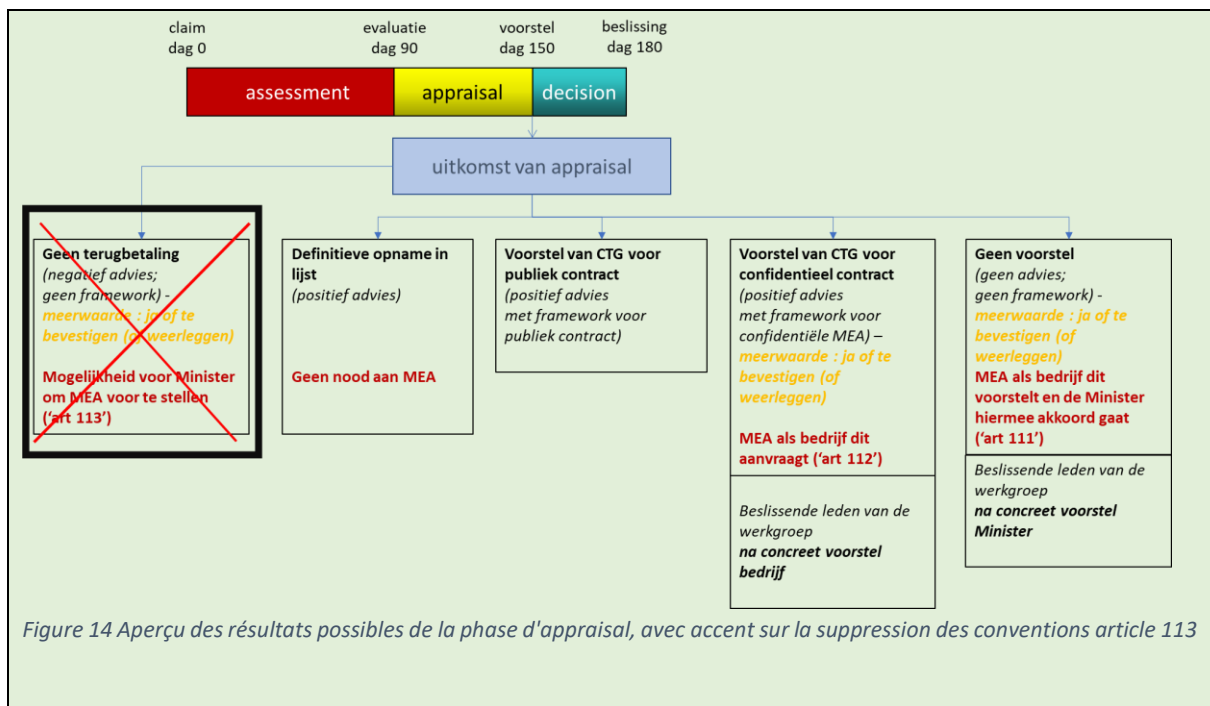 claim
dag 0
evaluatie
dag 90
voorstel
dag 150
beslissing
dag 180
assessment
appraisal
decision
uitkomst van appraisal
Geen terugbetaling
(negatief advies;
geen framework) -
meerwaarde : ja of te
bevestigen (of weerleggen)
Mogelijkheid voor Minister
om MEA voor te stellen
('art 113')
Definitieve opname in
lijst
(positief advies)
Geen nood aan MEA
Voorstel van CTG voor
publiek contract
(positief advies
met framework voor
publiek contract)
Voorstel van CTG voor
confidentieel contract
(positief advies
met framework voor
confidentiële MEA) –
meerwaarde : ja of te
bevestigen (of
weerleggen)
MEA als bedrijf dit
aanvraagt ('art 112')
Beslissende leden van de
werkgroep
na concreet voorstel
bedrijf
Geen voorstel
(geen advies;
geen framework) -
meerwaarde : ja of te
bevestigen (of
weerleggen)
MEA als bedrijf dit
voorstelt en de Minister
hiermee akkoord gaat
('art 111')
Beslissende leden van de
werkgroep
na concreet voorstel
Minister
Figure 14 Aperçu des résultats possibles de la phase d'appraisal, avec accent sur la suppression des conventions article 113